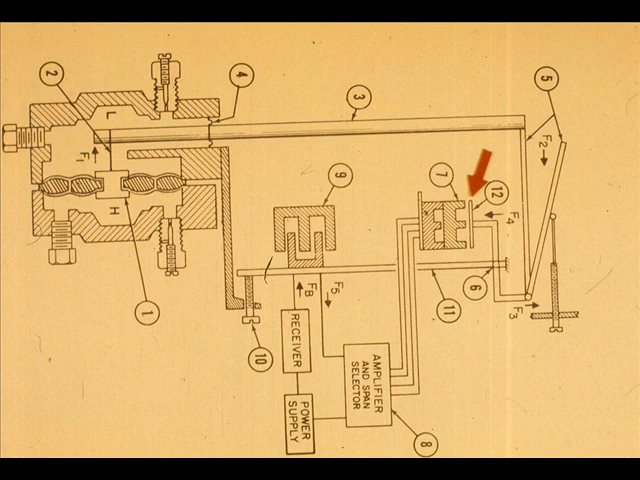 2
4
3
5
L
F1
H
F2
9
7
12
F4
1
FB
F5
11
6
F3
10
RECEIVER
AMPLIFIER
AND SPAN
SELECTOR
POWER
SUPPLY
8